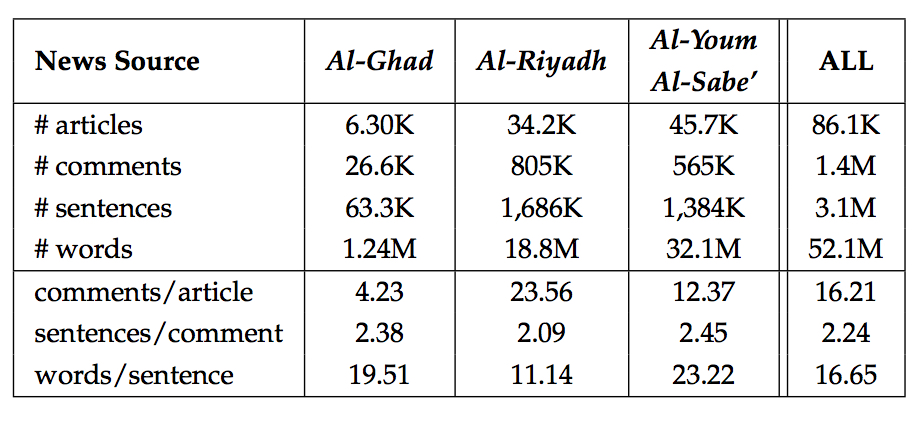 News Source Al-Ghad Al-Riyadh Al-Youm Al-Sabe’ ALL
# articles 6.30K 34.2K 45.7K 86.1K
# comments 26.6K 805K 565K 1.4M
# sentences 63.3K 1,686K 1,384K 3.1M
# words 1.24M 18.8M 32.1M 52.1M
comments/article 4.23 23.56 12.37 16.21
sentences/comment 2.38 2.09 2.45 2.24
words/sentence 19.51 11.14 23.22 16.65